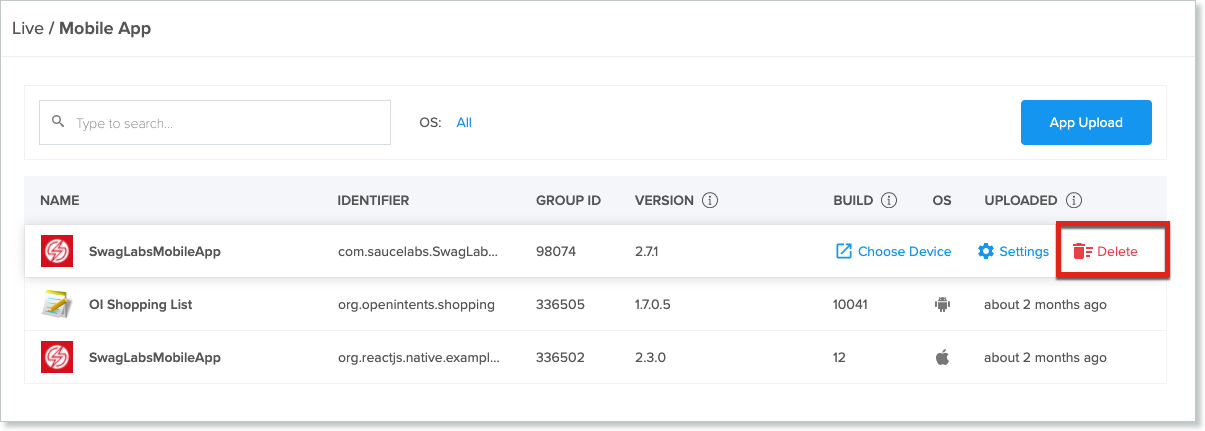 Live / Mobile App
Type to search... OS: All App Upload
NAME IDENTIFIER GROUP ID VERSION BUILD OS UPLOADED
SwagLabsMobileApp com.saucelabs.SwagLab... 98074 2.7.1 Choose Device Settings Delete
OI Shopping List org.openintents.shopping 336505 1.7.0.5 10041 about 2 months ago
SwagLabsMobileApp org.reactjs.native.exampl... 336502 2.3.0 12 about 2 months ago